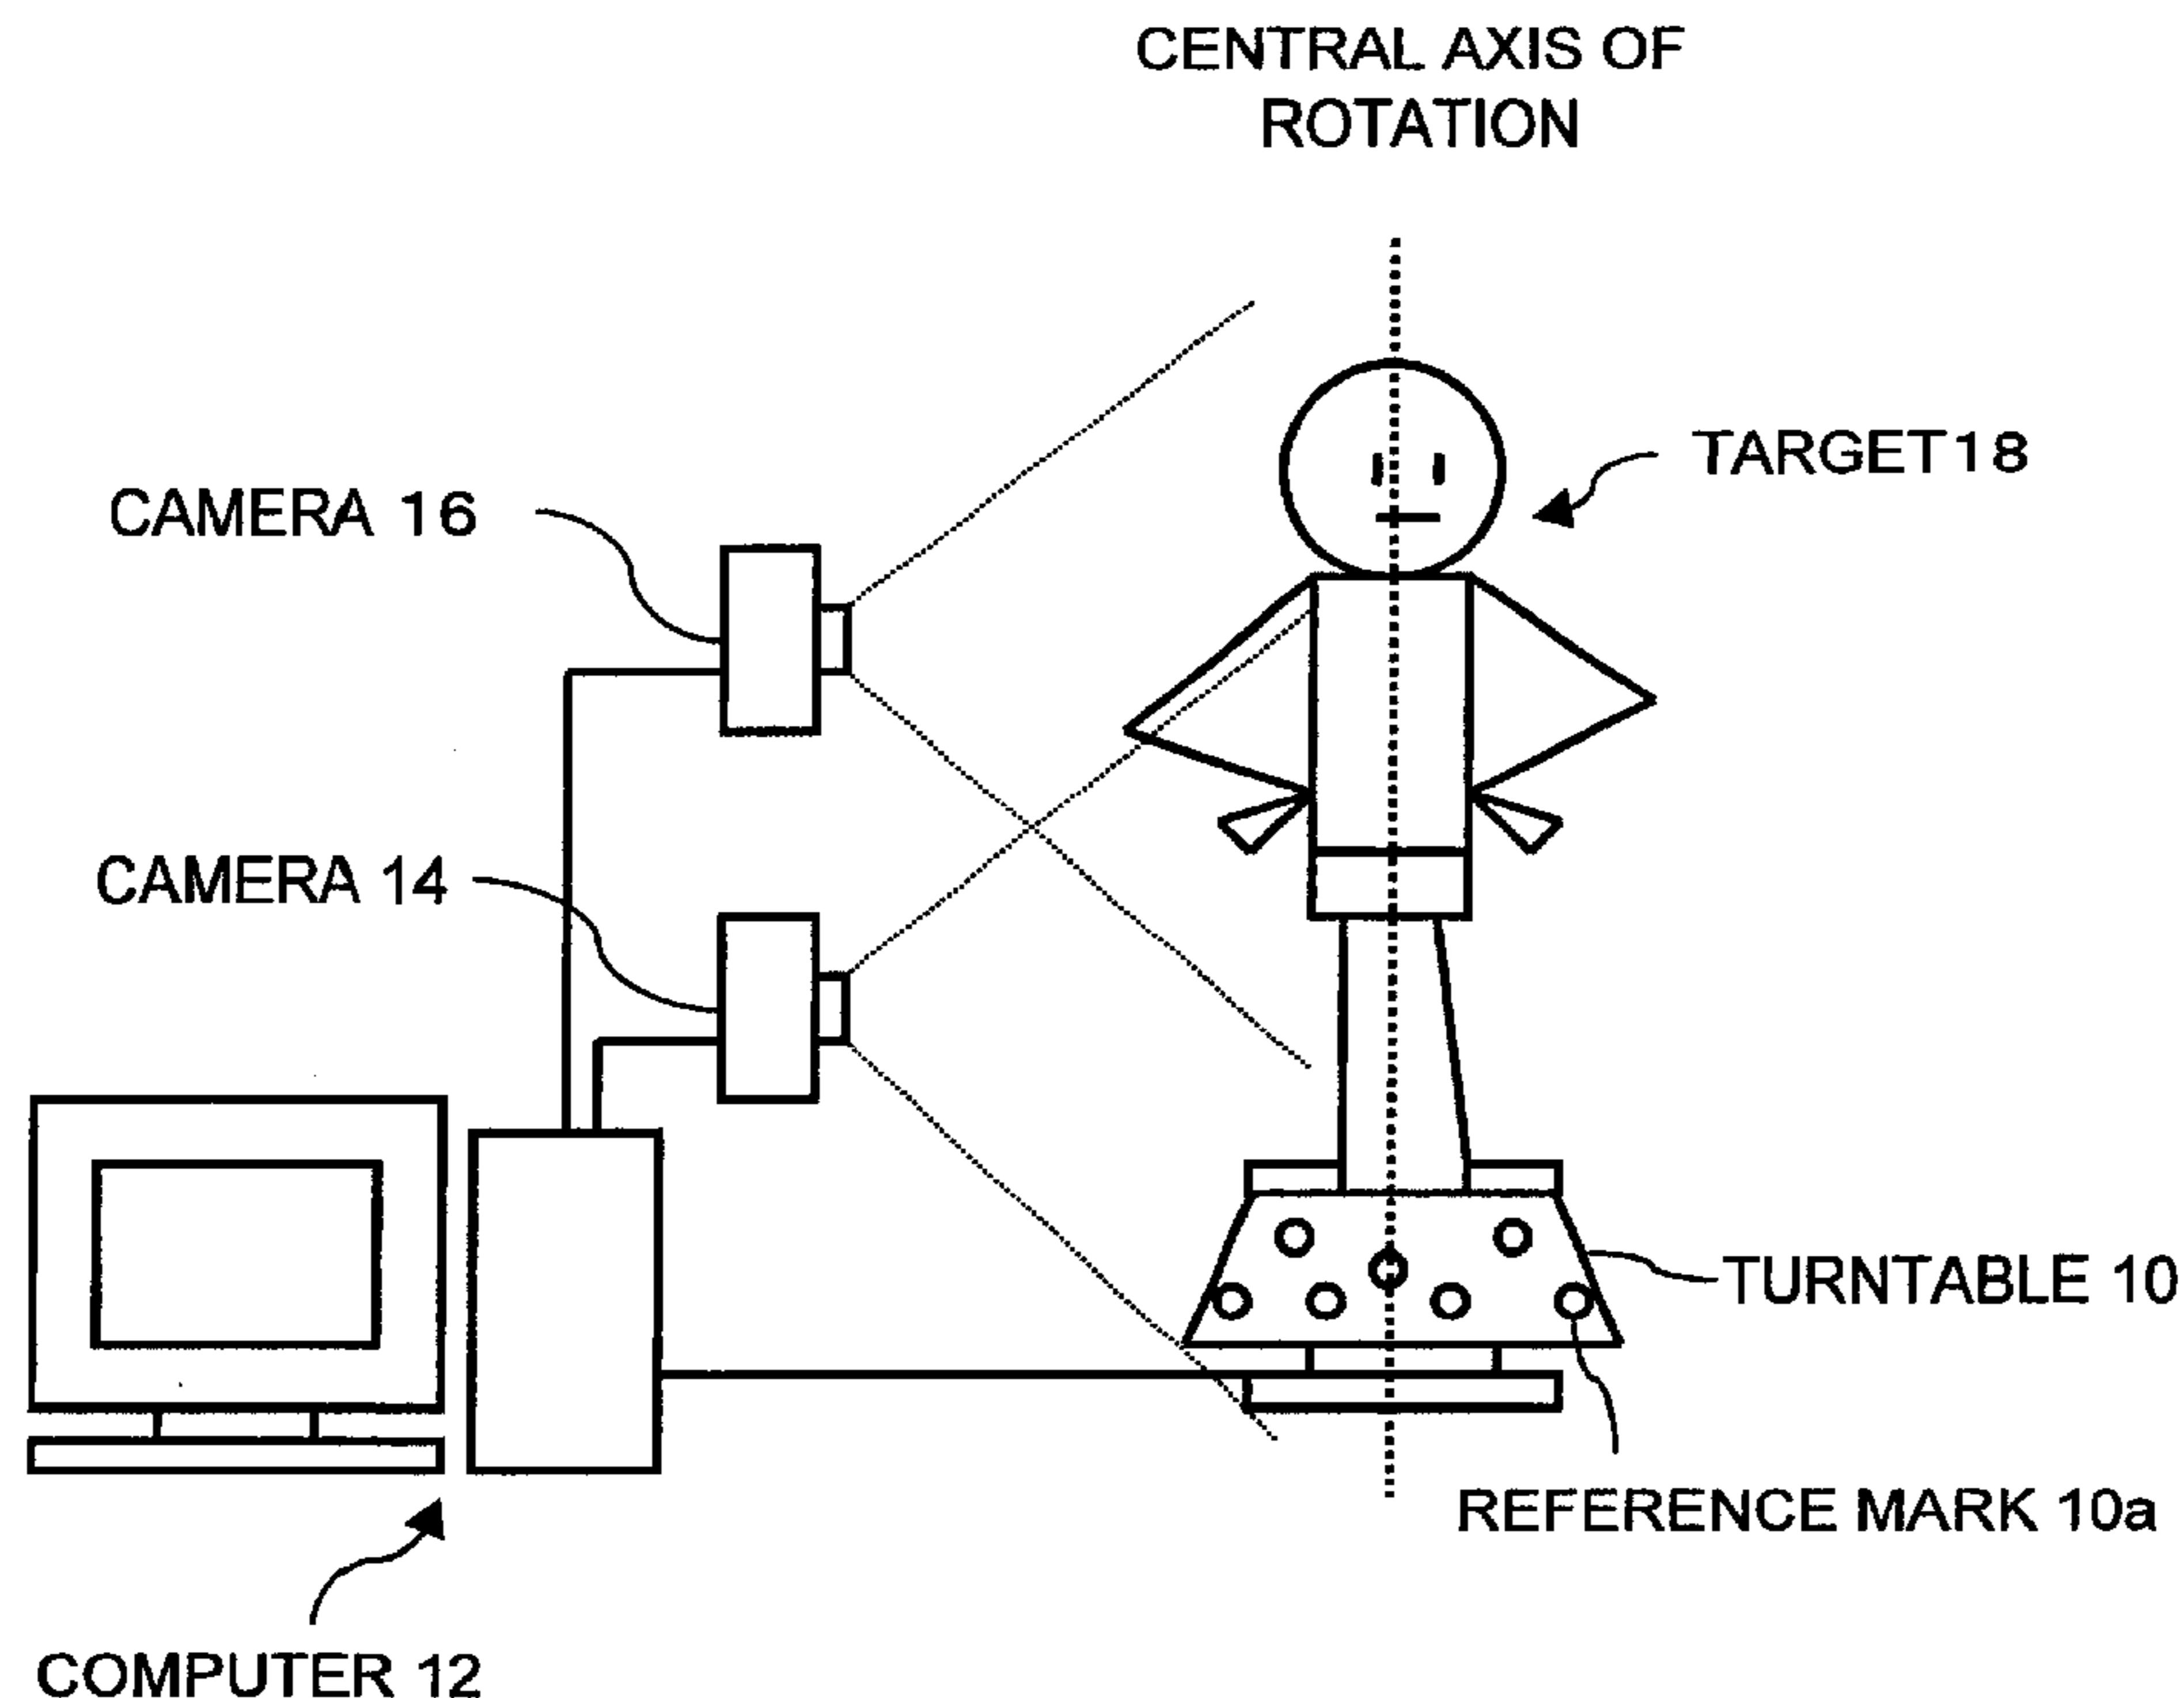 CENTRAL AXIS OF
ROTATION
TARGET18
CAMERA 16
CAMERA 14
TURNTABLE 10
REFERENCE MARK 10a
COMPUTER 12